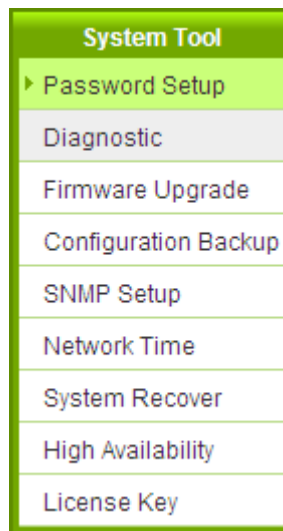 System Tool
Password Setup
Diagnostic
Firmware Upgrade
Configuration Backup
SNMP Setup
Network Time
System Recover
High Availability
License Key